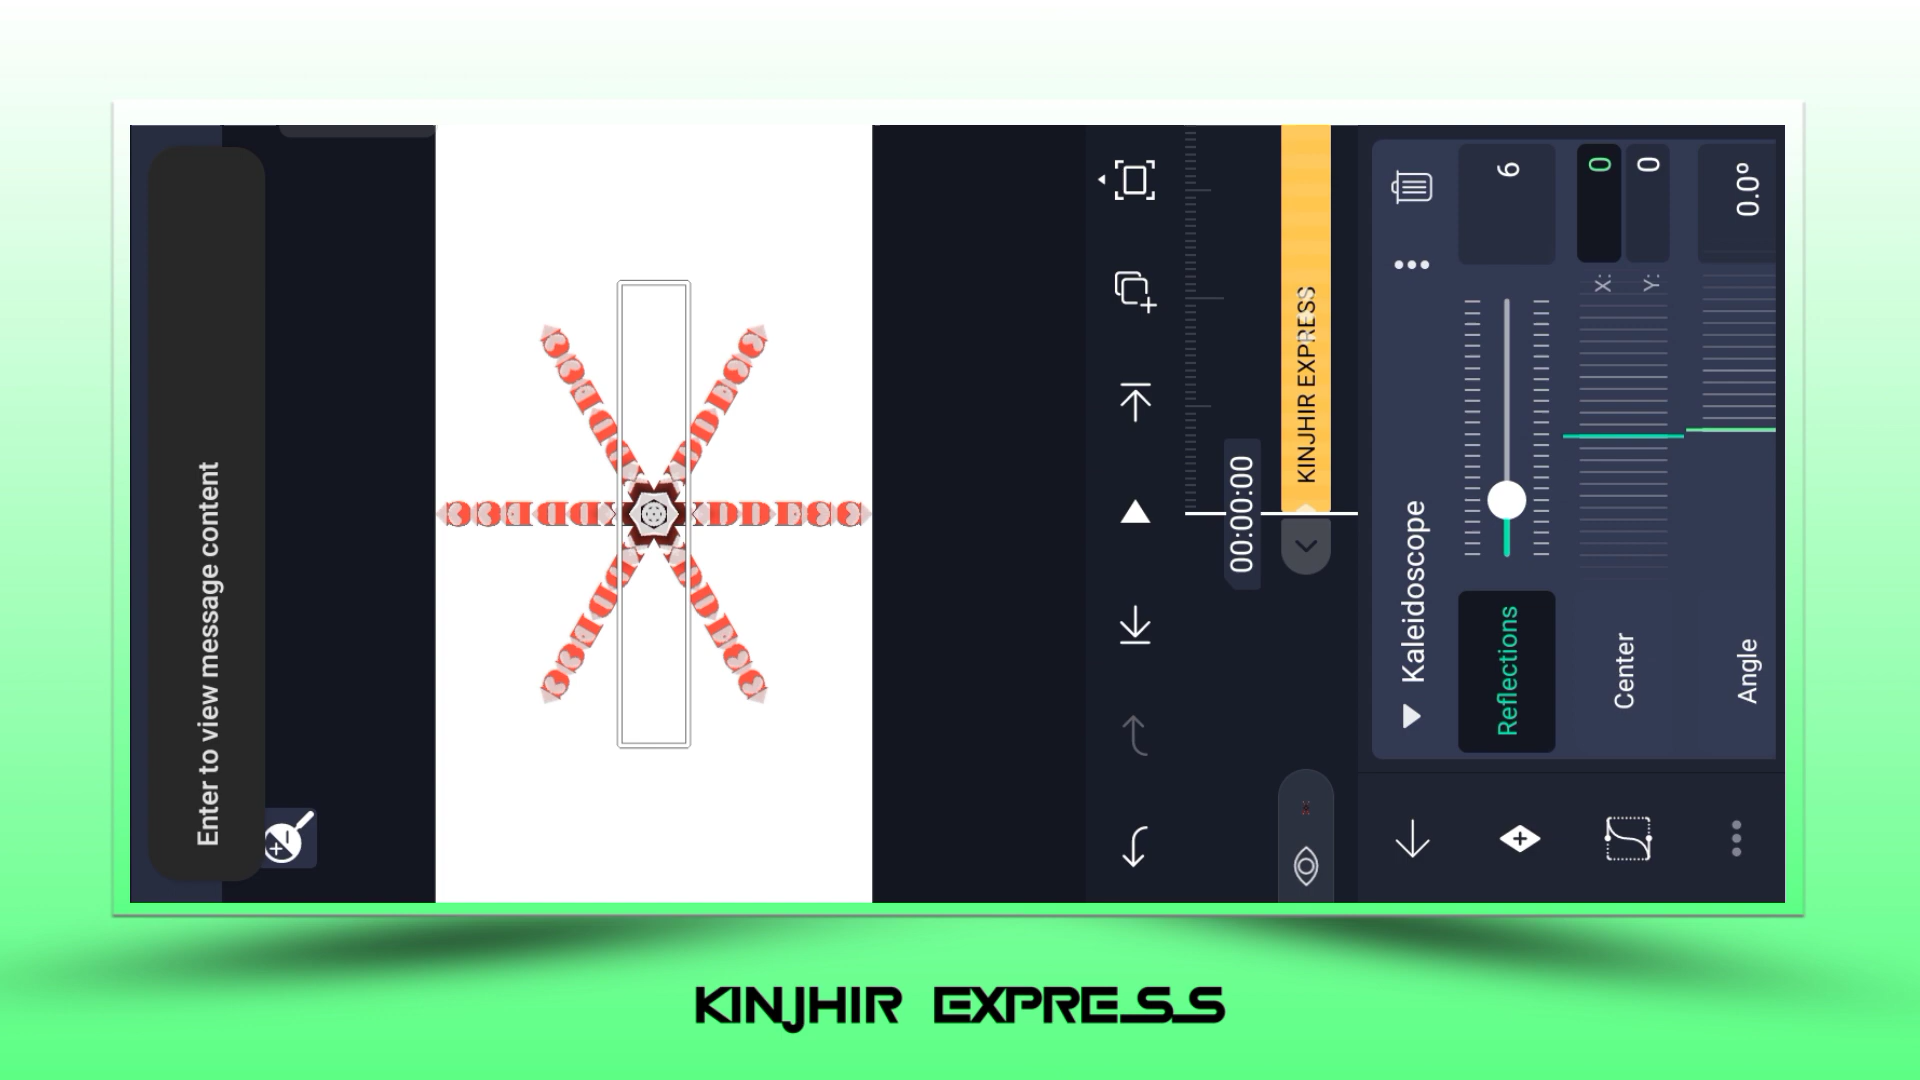 Enter to view message content
00:00:00
KINJHIR EXPRESS
Kaleidoscope
Reflections
6
Center
X: 0
Y: 0
Angle
0.0°
KINJHIR EXPRESS